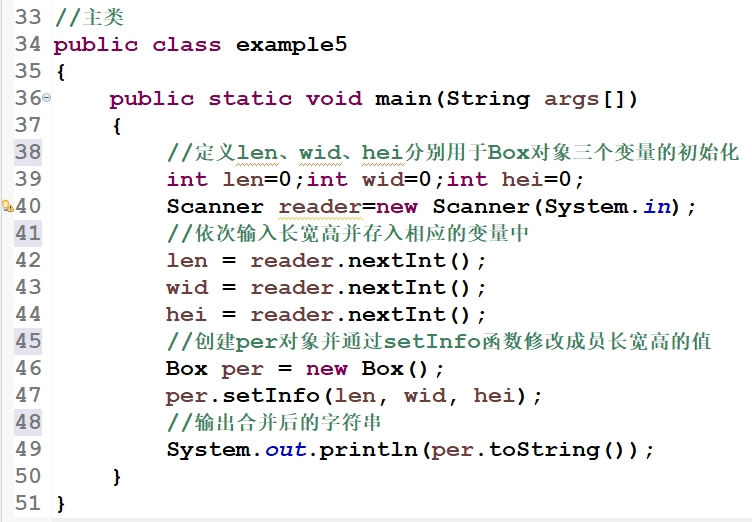 33 //主类
34 public class example5
35 {
36 public static void main(String args[])
37 {
38 //定义len、wid、hei分别用于Box对象三个变量的初始化
39 int len=0;int wid=0;int hei=0;
40 Scanner reader=new Scanner(System.in);
41 //依次输入长宽高并存入相应的变量中
42 len = reader.nextInt();
43 wid = reader.nextInt();
44 hei = reader.nextInt();
45 //创建per对象并通过setInfo函数修改成员长宽高的值
46 Box per = new Box();
47 per.setInfo(len, wid, hei);
48 //输出合并后的字符串
49 System.out.println(per.toString());
50 }
51 }